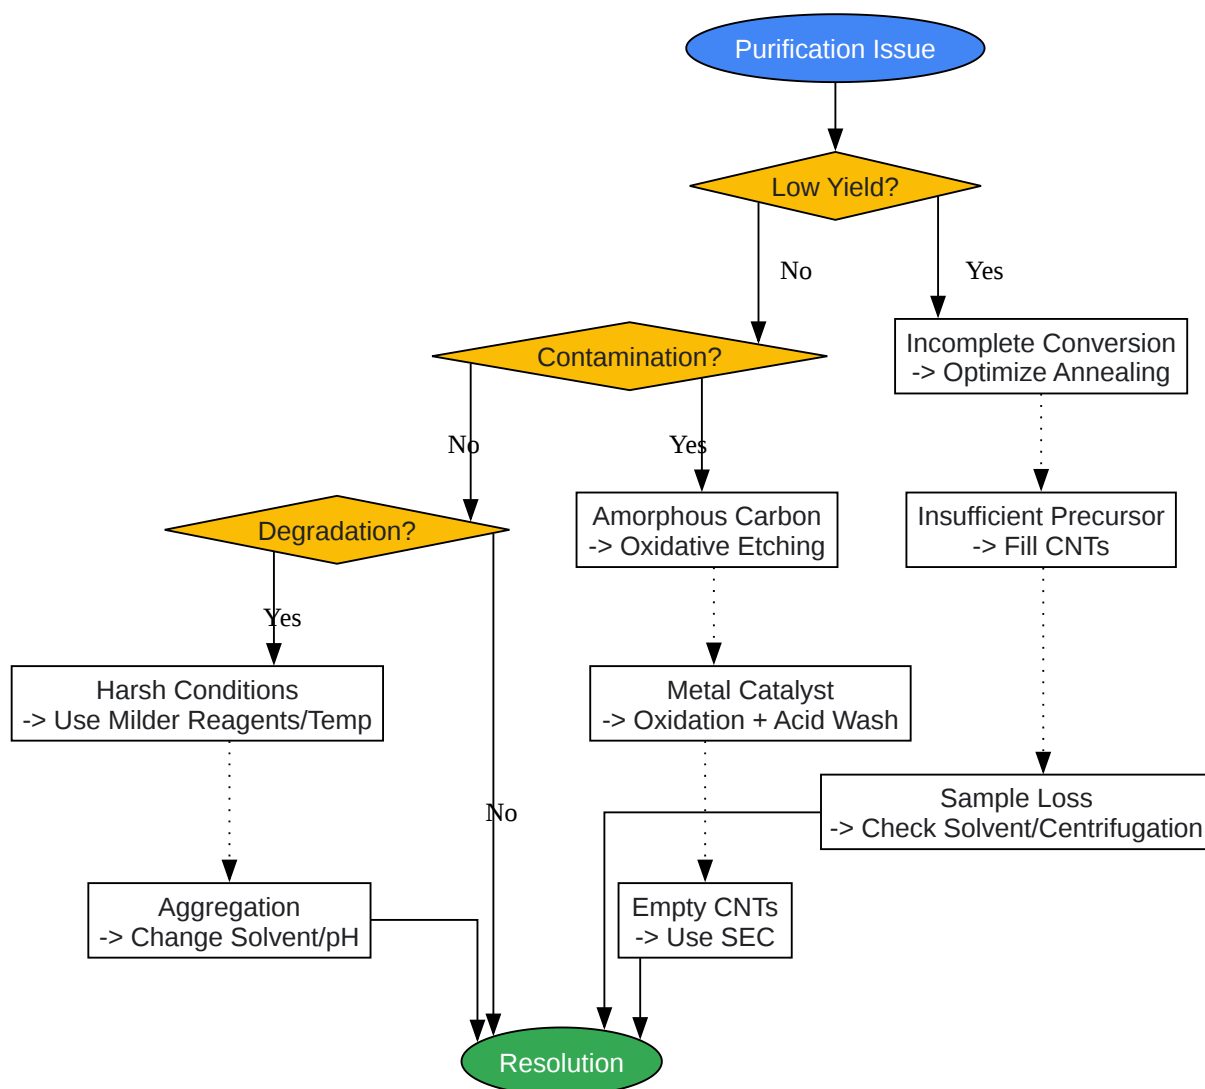 Purification Issue
Low Yield?
No
Yes
Contamination?
Incomplete Conversion
-> Optimize Annealing
No
Yes
Degradation?
Amorphous Carbon
-> Oxidative Etching
Insufficient Precursor
-> Fill CNTs
Yes
Harsh Conditions
-> Use Milder Reagents/Temp
Metal Catalyst
-> Oxidation + Acid Wash
No
Sample Loss
-> Check Solvent/Centrifugation
Aggregation
-> Change Solvent/pH
Empty CNTs
-> Use SEC
Resolution